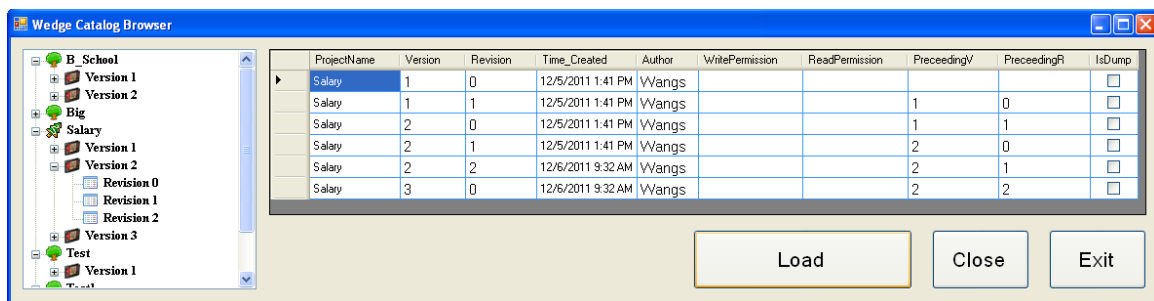 Wedge Catalog Browser
B_School
Version 1
Version 2
Big
Salary
Version 1
Version 2
Revision 0
Revision 1
Revision 2
Version 3
Test
Version 1
ProjectName Version Revision Time_Created Author WritePermission ReadPermission PreceedingV PreceedingR IsDump
Salary 1 0 12/5/2011 1:41 PM Wangs
Salary 1 1 12/5/2011 1:41 PM Wangs 1 0
Salary 2 0 12/5/2011 1:41 PM Wangs 1 1
Salary 2 1 12/5/2011 1:41 PM Wangs 2 0
Salary 2 2 12/6/2011 9:32 AM Wangs 2 1
Salary 3 0 12/6/2011 9:32 AM Wangs 2 2
Load Close Exit